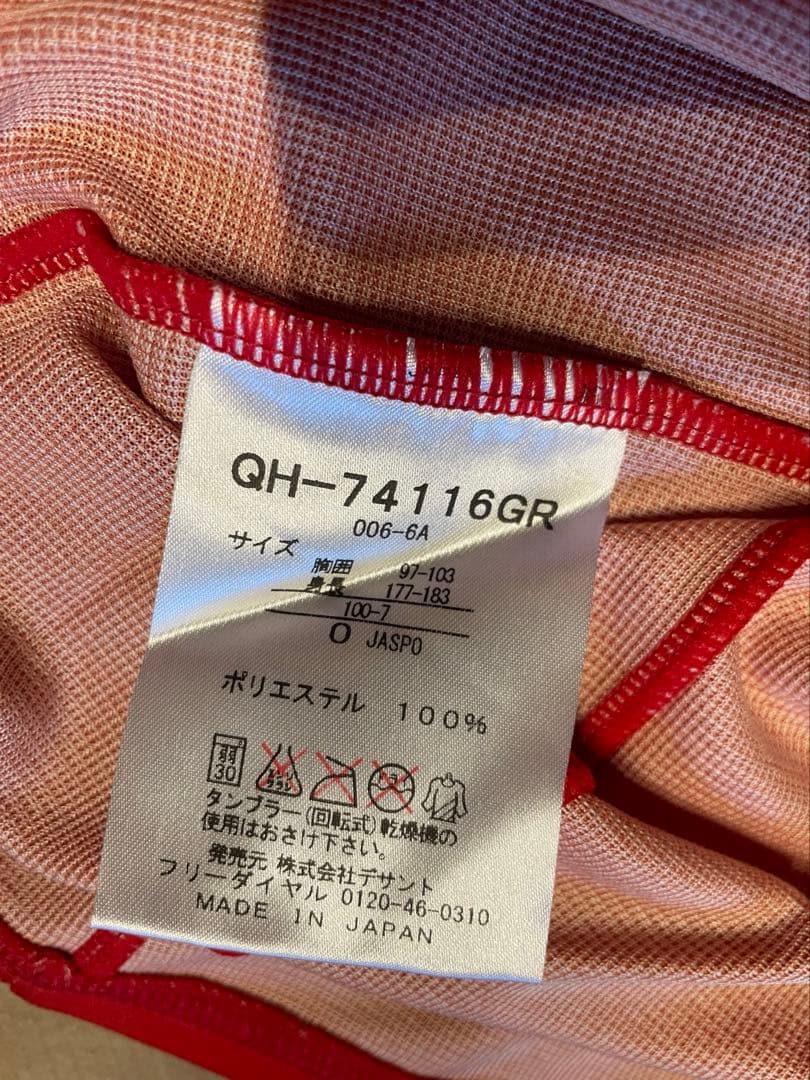 QH-74116GR
006-6A
サイズ
胸囲 97-103
身長 177-183
100-7
O JASPO
ポリエステル 100%
弱 30
タンブラー(回転式)乾燥機の
使用はおさけ下さい。
発売元 株式会社デサント
フリーダイヤル 0120-46-0310
MADE IN JAPAN